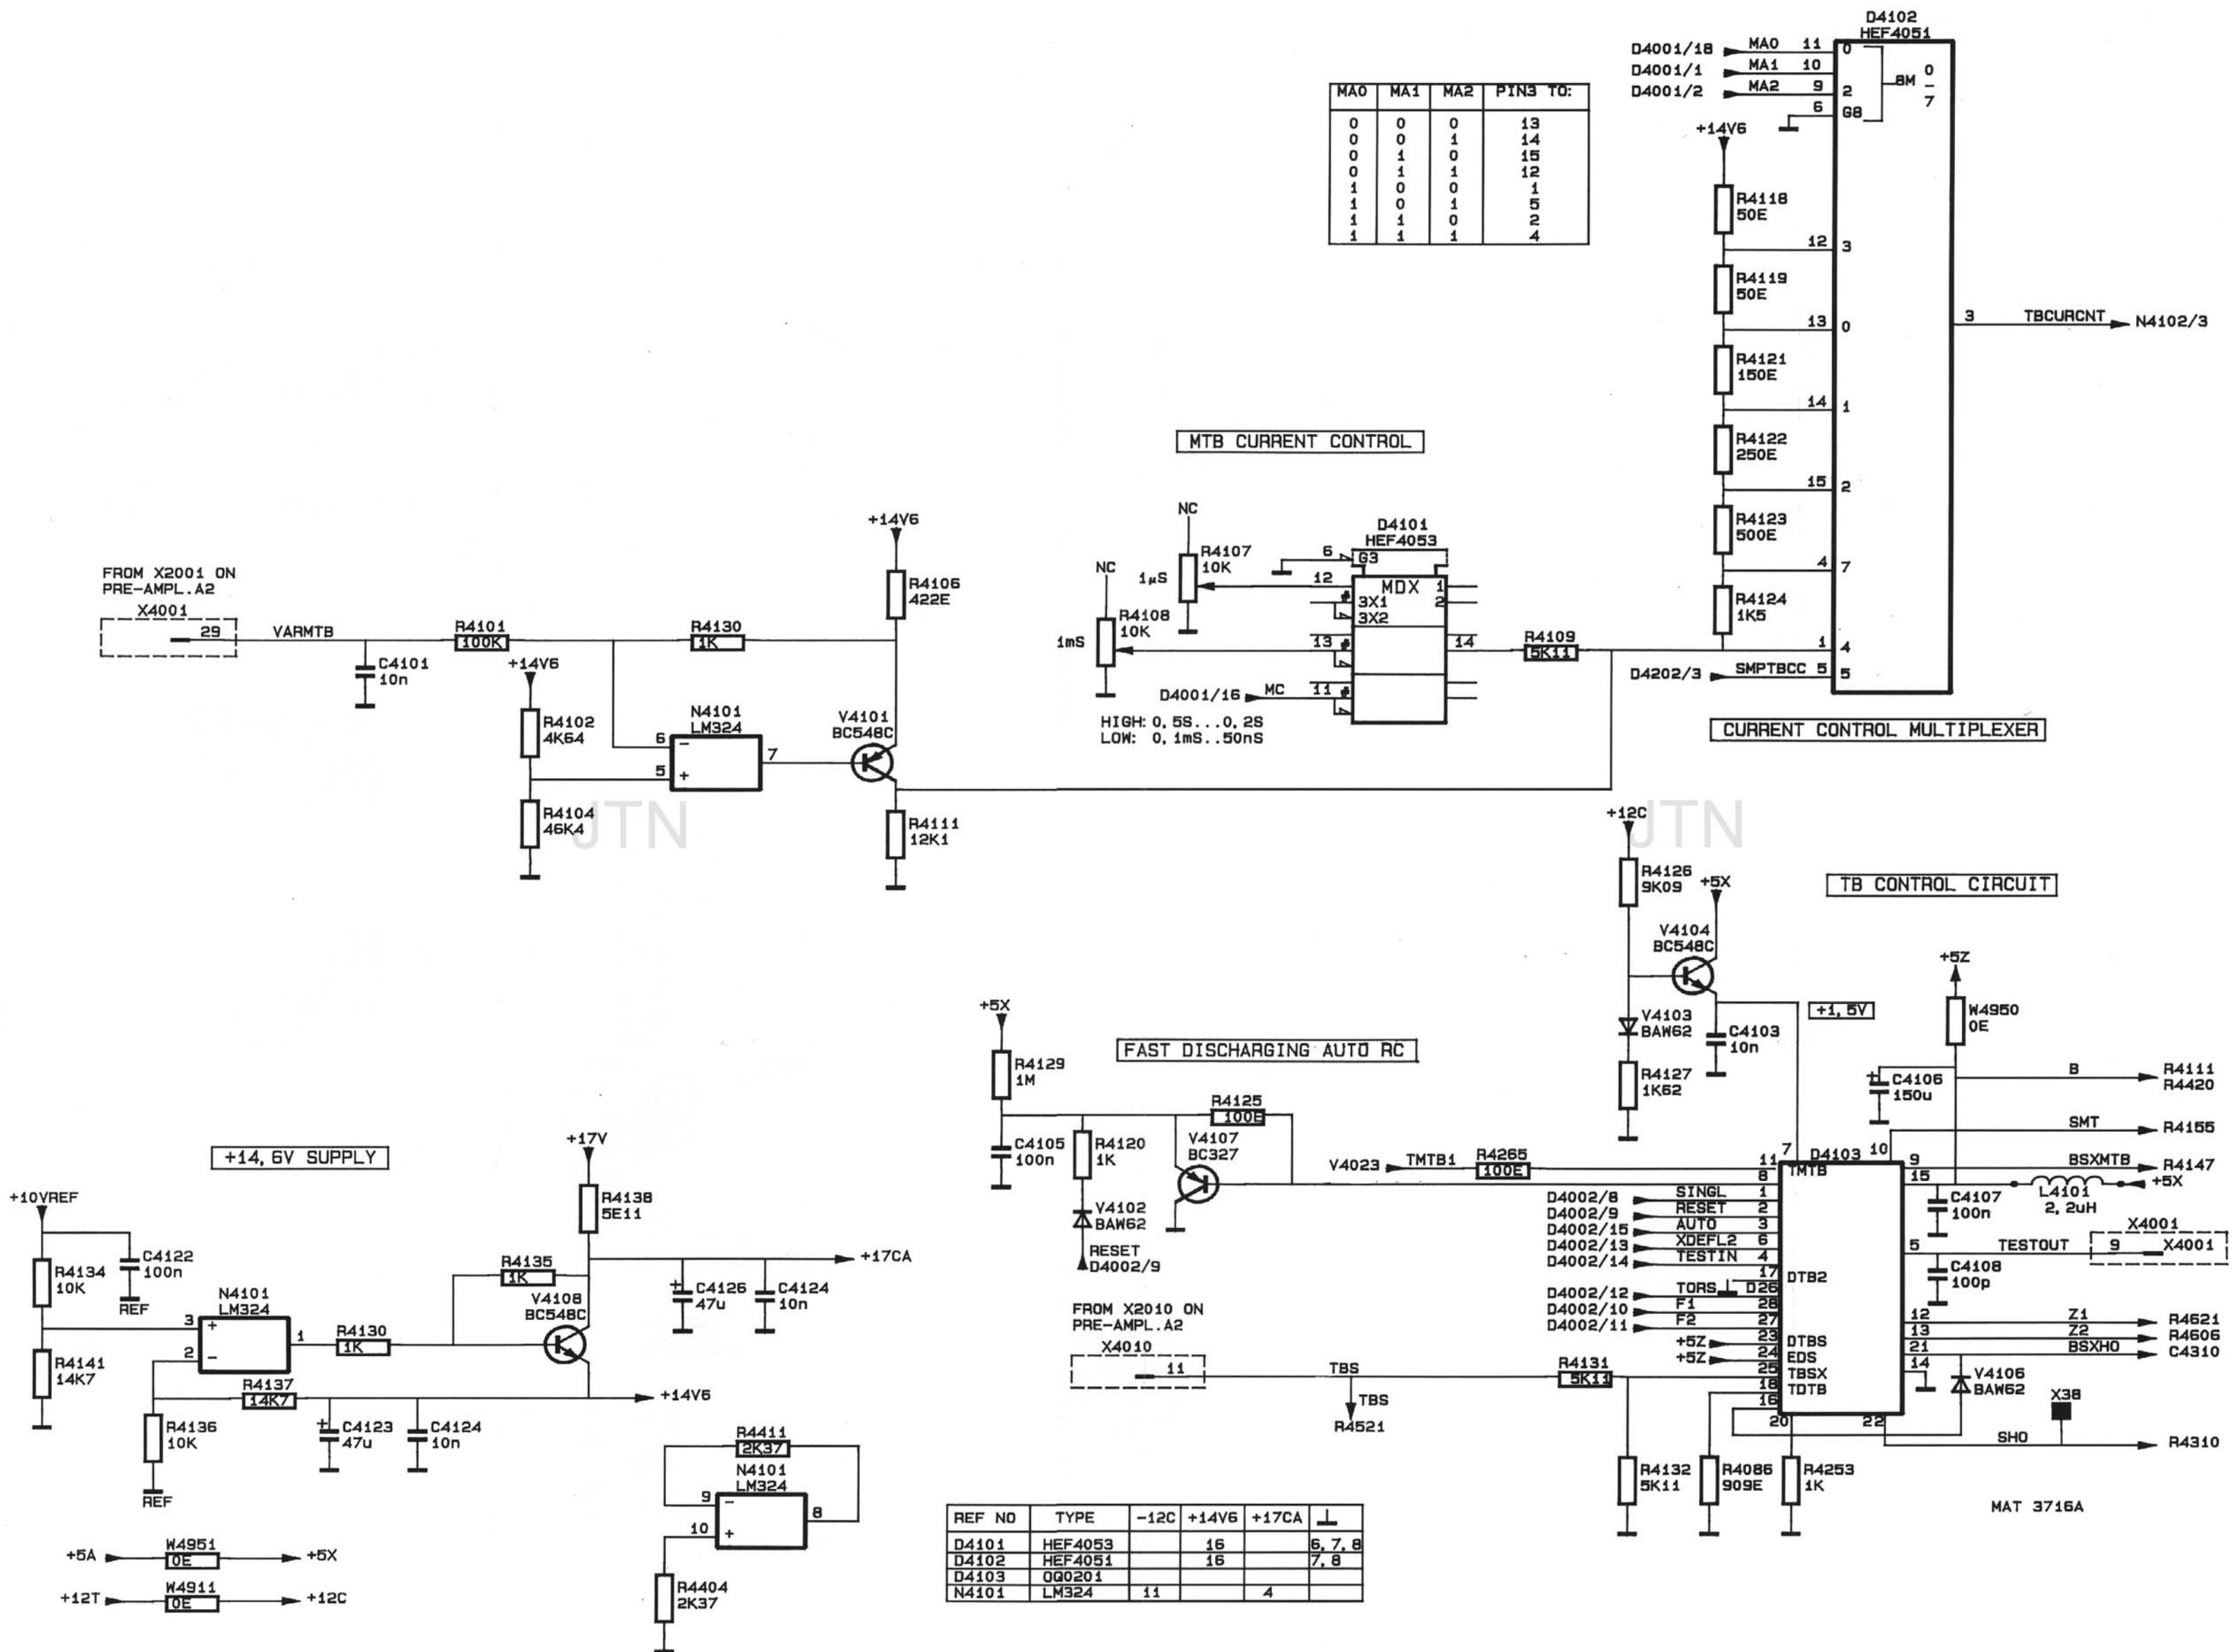 D4102
HEF4051
D4001/18 MA0 11 0
D4001/1 MA1 10
D4001/2 MA2 9 2
6 G8
8M 0
7
MA0 MA1 MA2 PIN3 TO:
0 0 0 13
0 0 1 14
0 1 0 15
0 1 1 12
1 0 0 1
1 0 1 5
1 1 0 2
1 1 1 4
+14V6
R4118
50E
12 3
R4119
50E
13 0
R4121
150E
14 1
R4122
250E
15 2
R4123
500E
4 7
R4124
1K5
1 4
D4202/3 SMPTBCC 5 5
3 TBCURCNT N4102/3
CURRENT CONTROL MULTIPLEXER
MTB CURRENT CONTROL
NC
R4107
10K
1µS
NC
R4108
10K
1mS
D4101
HEF4053
6 G3
12 MDX 1
2
3X1
3X2
13 14
D4001/16 MC 11
HIGH: 0,5S...0,2S
LOW: 0,1mS..50nS
R4109
5K11
FROM X2001 ON
PRE-AMPL.A2
X4001
29 VARMTB
C4101
10n
R4101
100K
R4130
1K
+14V6
R4106
422E
+14V6
R4102
4K64
R4104
46K4
N4101
LM324
6 -
5 +
7
V4101
BC548C
R4111
12K1
JTN
JTN
+12C
R4126
9K09
+5X
V4104
BC548C
V4103
BAW62
C4103
10n
R4127
1K62
+1,5V
TB CONTROL CIRCUIT
+5Z
W4950
0E
C4106
150u
B R4111
R4420
SMT R4155
FAST DISCHARGING AUTO RC
+5X
R4129
1M
R4125
100E
C4105
100n
R4120
1K
V4107
BC327
V4102
BAW62
RESET
D4002/9
V4023 TMTB1 R4265
100E
7 D4103 10
11 TMTB
8
D4002/8 SINGL 1
D4002/9 RESET 2
D4002/15 AUTO 3
D4002/13 XDEFL2 6
D4002/14 TESTIN 4
17 DTB2
D4002/12 TORS D26
D4002/10 F1 28
D4002/11 F2 27
+5Z 23 DTBS
+5Z 24 EDS
25 TBSX
18 TDTB
16
20 22
9 BSXMTB R4147
15 +5X
C4107
100n
L4101
2,2uH
X4001
5 TESTOUT 9 X4001
C4108
100p
12 Z1 R4621
13 Z2 R4606
21 BSXHO C4310
14
V4106
BAW62
X38
SHO R4310
FROM X2010 ON
PRE-AMPL.A2
X4010
11 TBS
TBS
R4521
R4131
5K11
R4132
5K11
R4086
909E
R4253
1K
MAT 3716A
+14,6V SUPPLY
+10VREF
C4122
100n
REF
R4134
10K
R4141
14K7
N4101
LM324
3 +
2 -
1
R4130
1K
+17V
R4138
5E11
R4135
1K
V4108
BC548C
+17CA
C4126
47u
C4124
10n
R4137
14K7
+14V6
R4136
10K
REF
C4123
47u
C4124
10n
R4411
2K37
N4101
LM324
9 -
10 +
8
R4404
2K37
+5A W4951
0E
+5X
+12T W4911
0E
+12C
REF NO TYPE -12C +14V6 +17CA ⊥
D4101 HEF4053 16 6,7,8
D4102 HEF4051 16 7,8
D4103 OQ0201
N4101 LM324 11 4